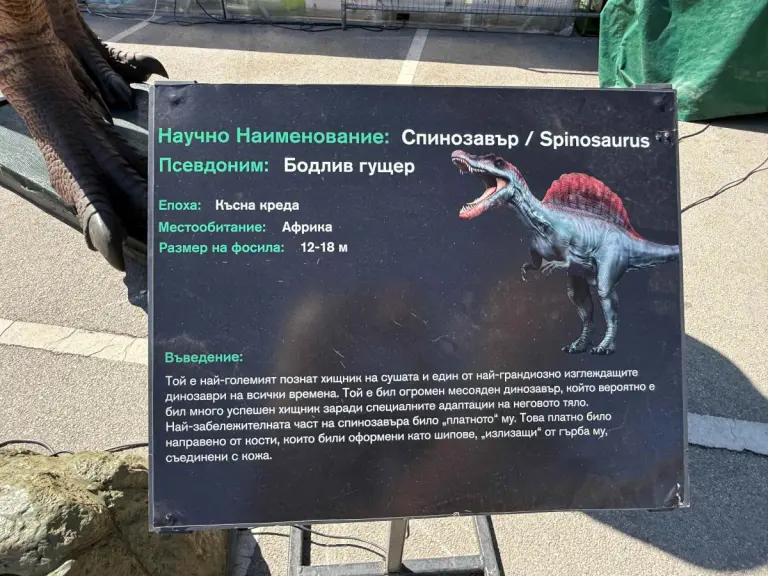 Научно Наименование: Спинозавър / Spinosaurus
Псевдоним: Бодлив гущер
Епоха: Късна креда
Местообитание: Африка
Размер на фосила: 12-18 м
Въведение:
Той е най-големият познат хищник на сушата и един от най-грандиозно изглеждащите
динозаври на всички времена. Той е бил огромен месояден динозавър, който вероятно е
бил много успешен хищник заради специалните адаптации на неговото тяло.
Най-забележителната част на спинозавъра било „платното“ му. Това платно било
направено от кости, които били оформени като шипове, „излизащи“ от гърба му,
съединени с кожа.